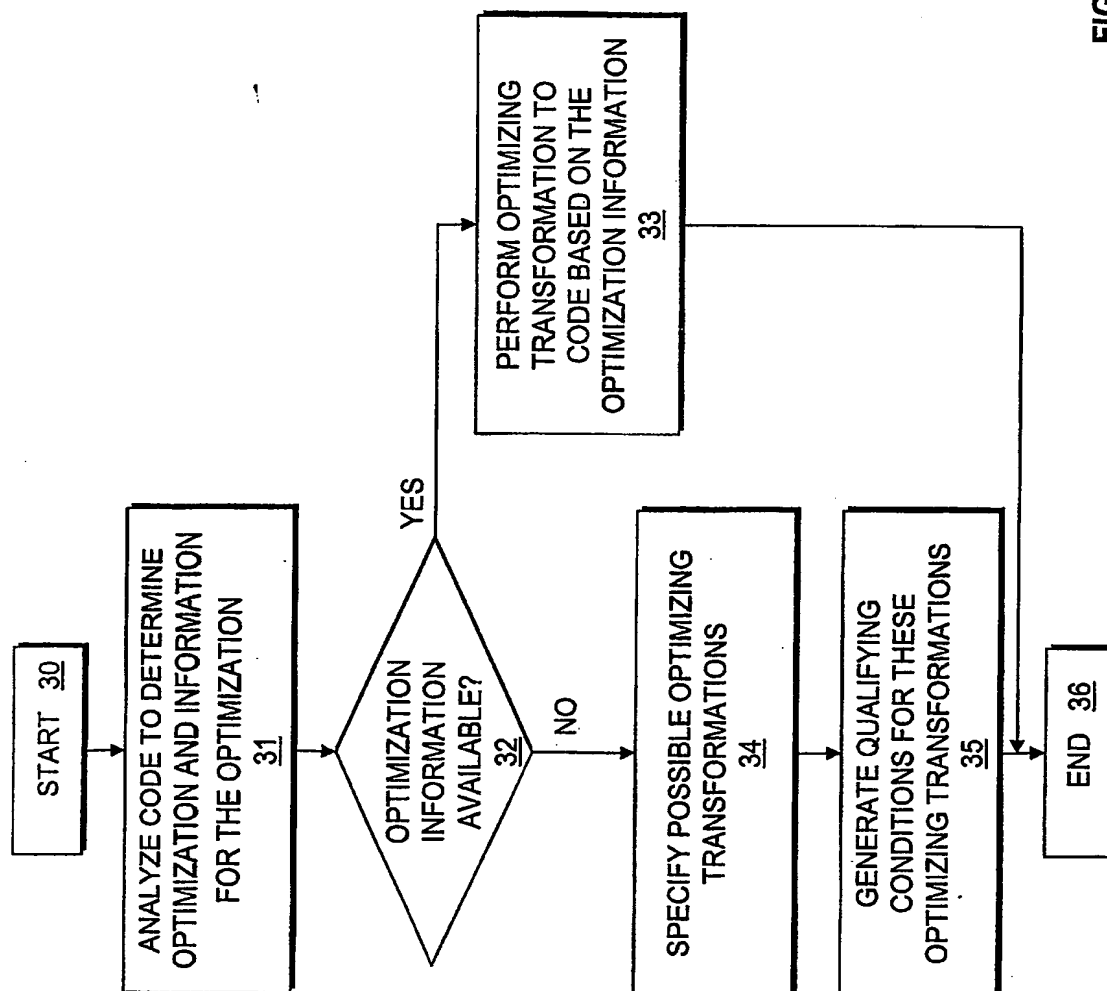 START 30
ANALYZE CODE TO DETERMINE
OPTIMIZATION AND INFORMATION
FOR THE OPTIMIZATION
31
OPTIMIZATION
INFORMATION
AVAILABLE?
32
YES
NO
PERFORM OPTIMIZING
TRANSFORMATION TO
CODE BASED ON THE
OPTIMIZATION INFORMATION
33
SPECIFY POSSIBLE OPTIMIZING
TRANSFORMATIONS
34
GENERATE QUALIFYING
CONDITIONS FOR THESE
OPTIMIZING TRANSFORMATIONS
35
END 36
FIG